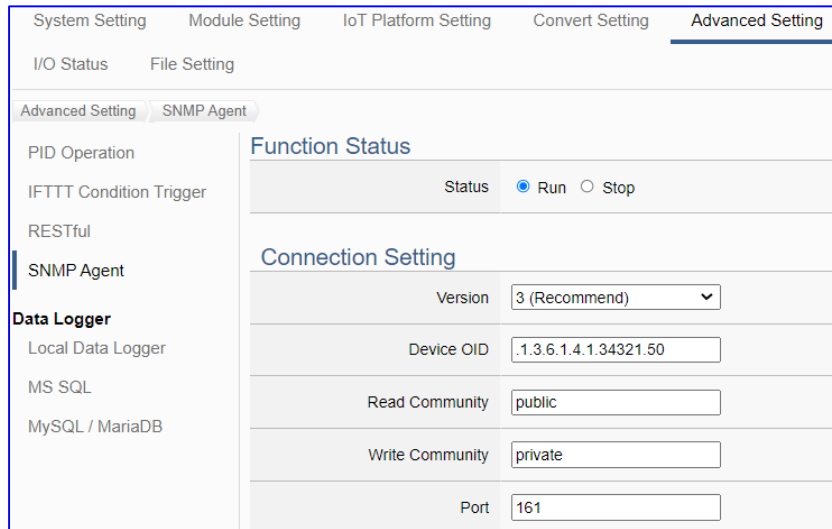 System Setting Module Setting IoT Platform Setting Convert Setting Advanced Setting
I/O Status File Setting
Advanced Setting SNMP Agent
PID Operation
IFTTT Condition Trigger
RESTful
SNMP Agent
Data Logger
Local Data Logger
MS SQL
MySQL / MariaDB
Function Status
Status Run Stop
Connection Setting
Version 3 (Recommend)
Device OID .1.3.6.1.4.1.34321.50
Read Community public
Write Community private
Port 161